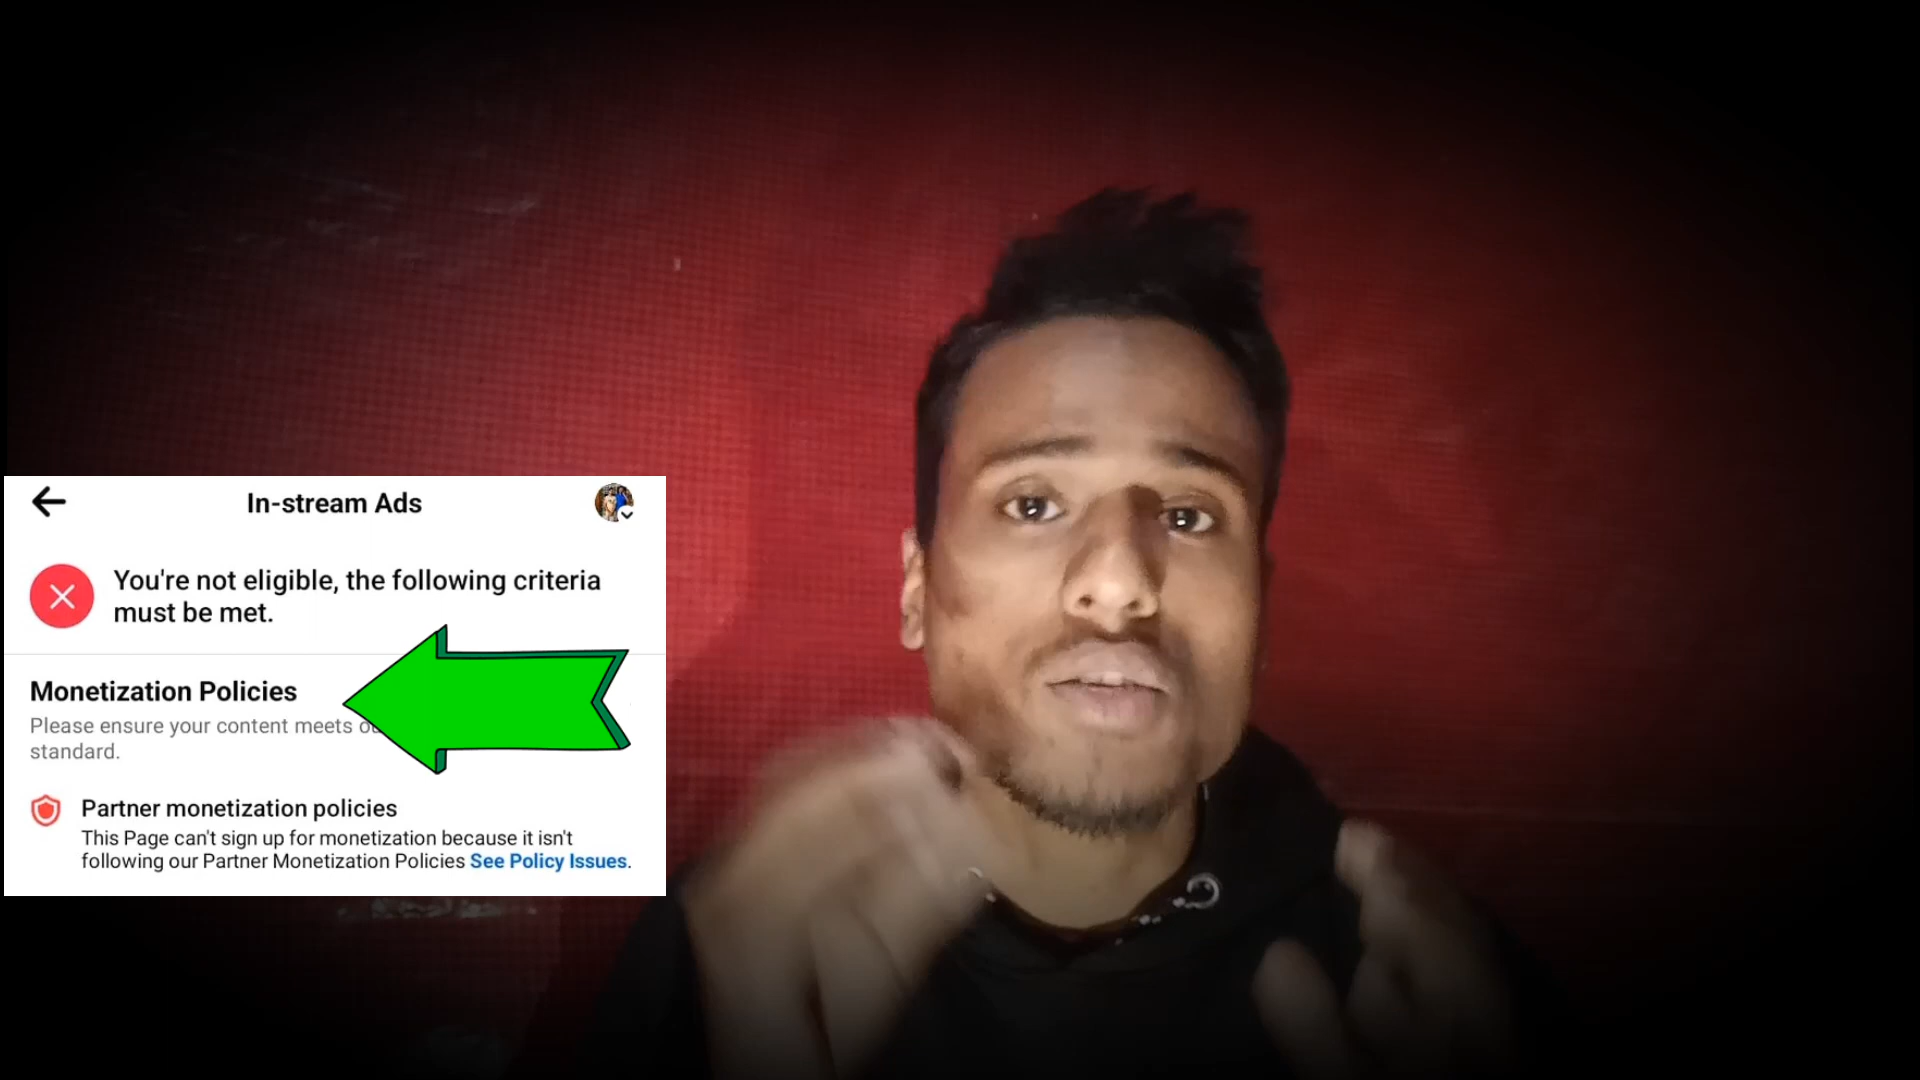 In-stream Ads
You're not eligible, the following criteria
must be met.
Monetization Policies
Please ensure your content meets
standard.
Partner monetization policies
This Page can't sign up for monetization because it isn't
following our Partner Monetization Policies See Policy Issues.